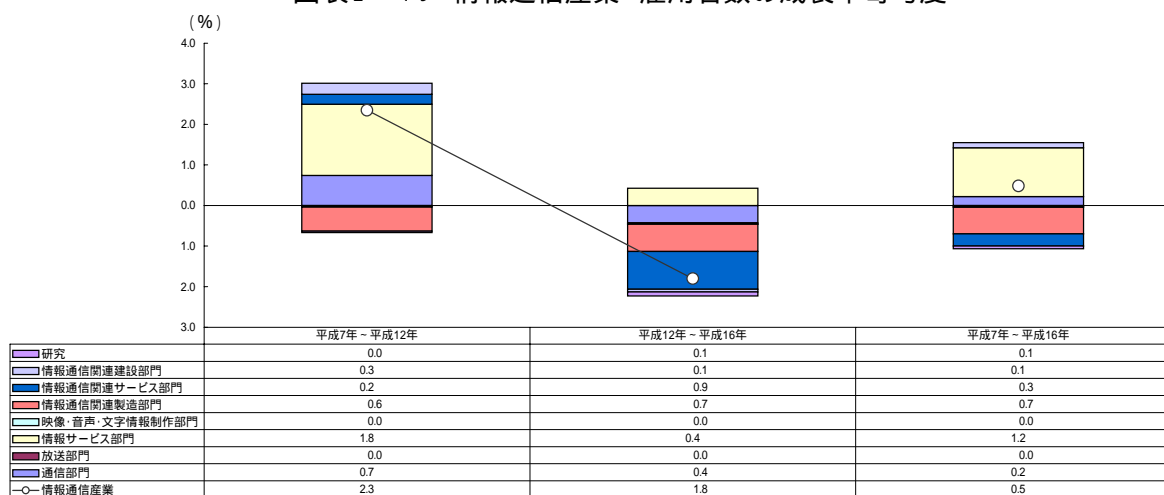 (%)
4.0
3.0
2.0
1.0
0.0
1.0
2.0
3.0
平成7年~平成12年 平成12年~平成16年 平成7年~平成16年
研究 0.0 0.1 0.1
情報通信関連建設部門 0.3 0.1 0.1
情報通信関連サービス部門 0.2 0.9 0.3
情報通信関連製造部門 0.6 0.7 0.7
映像・音声・文字情報制作部門 0.0 0.0 0.0
情報サービス部門 1.8 0.4 1.2
放送部門 0.0 0.0 0.0
通信部門 0.7 0.4 0.2
情報通信産業 2.3 1.8 0.5